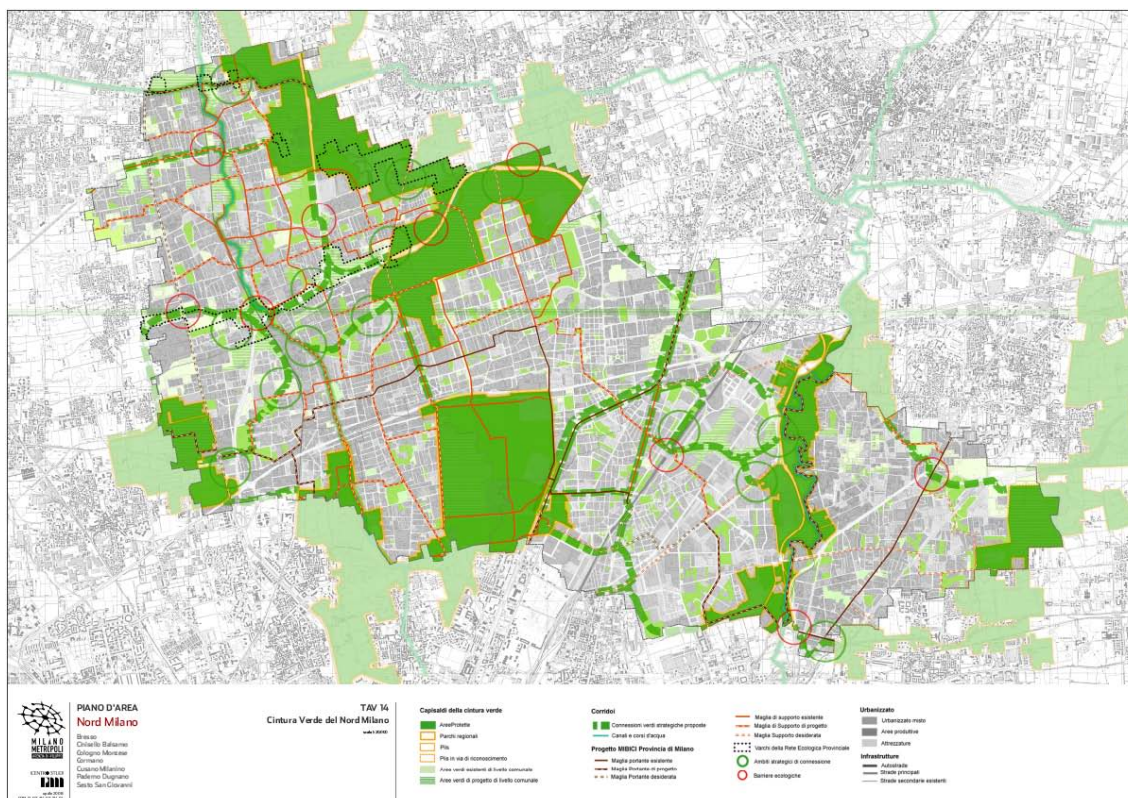 MILANO
METROPOLI
CENTRO STUDI
PIM
PIANO D'AREA
Nord Milano
Bresso
Cinisello Balsamo
Cologno Monzese
Cormano
Cusano Milanino
Paderno Dugnano
Sesto San Giovanni
TAV 14
Cintura Verde del Nord Milano
Capisaldi della cintura verde
AreeProtette
Parchi regionali
Plis
Plis in via di riconoscimento
Aree verdi esistenti di livello comunale
Aree verdi di progetto di livello comunale
Corridoi
Connessioni verdi strategiche proposte
Canali e corsi d'acqua
Progetto MIBICI Provincia di Milano
Maglia portante esistente
Maglia Portante di progetto
Maglia Portante desiderata
Maglia di supporto esistente
Maglia di Supporto di progetto
Maglia Supporto desiderata
Varchi della Rete Ecologica Provinciale
Ambiti strategici di connessione
Barriere ecologiche
Urbanizzato
Urbanizzato misto
Aree produttive
Attrezzature
Infrastrutture
Autostrade
Strade principali
Strade secondarie esistenti